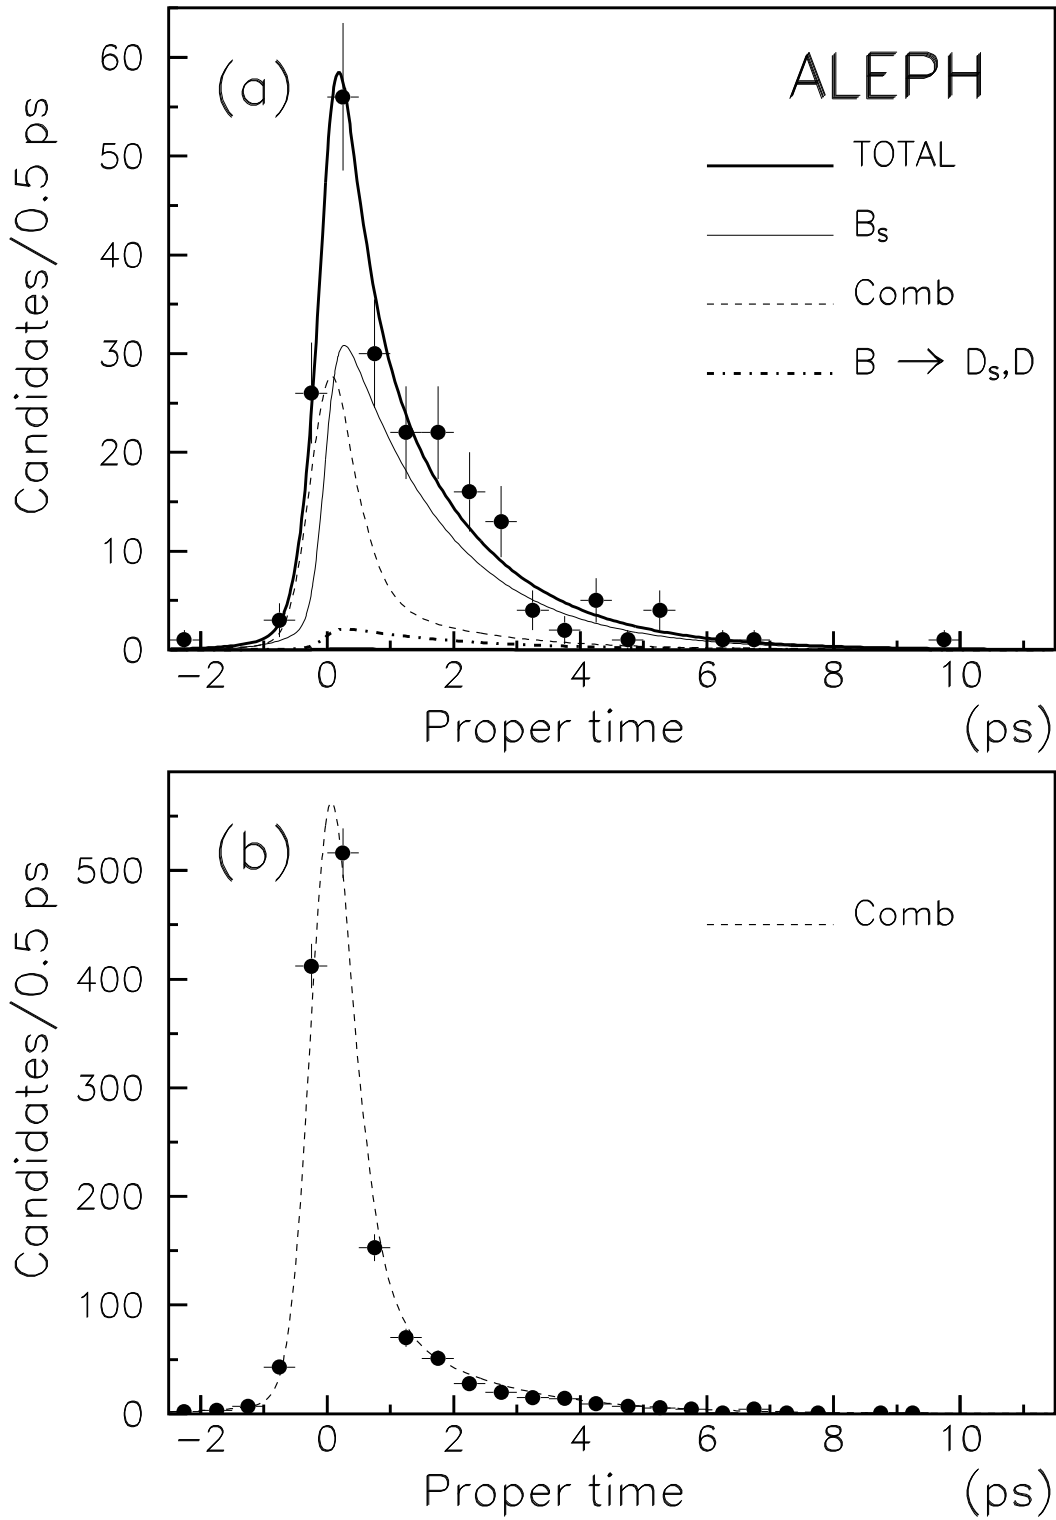 (a)
ALEPH
TOTAL
Bs
Comb
B → Ds,D
Candidates/0.5 ps
60
50
40
30
20
10
0
−2 0 2 4 6 8 10
Proper time (ps)
(b)
Comb
Candidates/0.5 ps
500
400
300
200
100
0
−2 0 2 4 6 8 10
Proper time (ps)